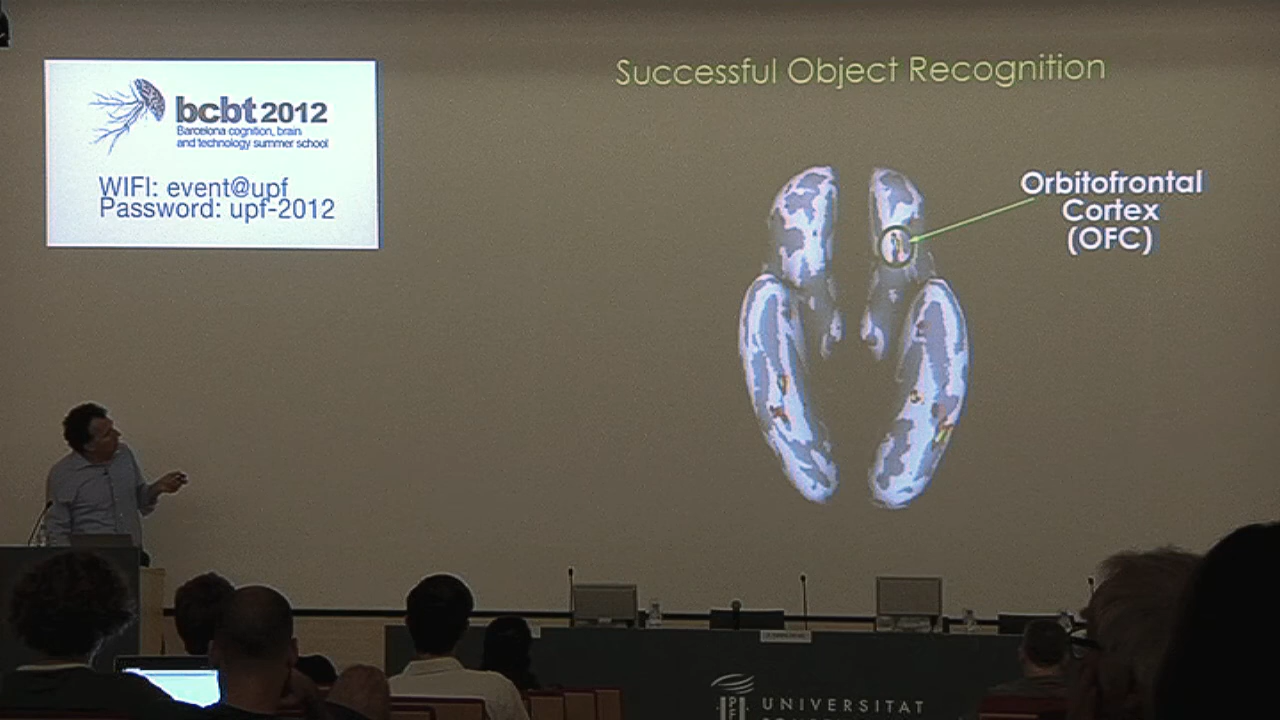 bcbt 2012
Barcelona cognition, brain
and technology summer school
WIFI: event@upf
Password: upf-2012
Successful Object Recognition
Orbitofrontal
Cortex
(OFC)
UNIVERSITAT